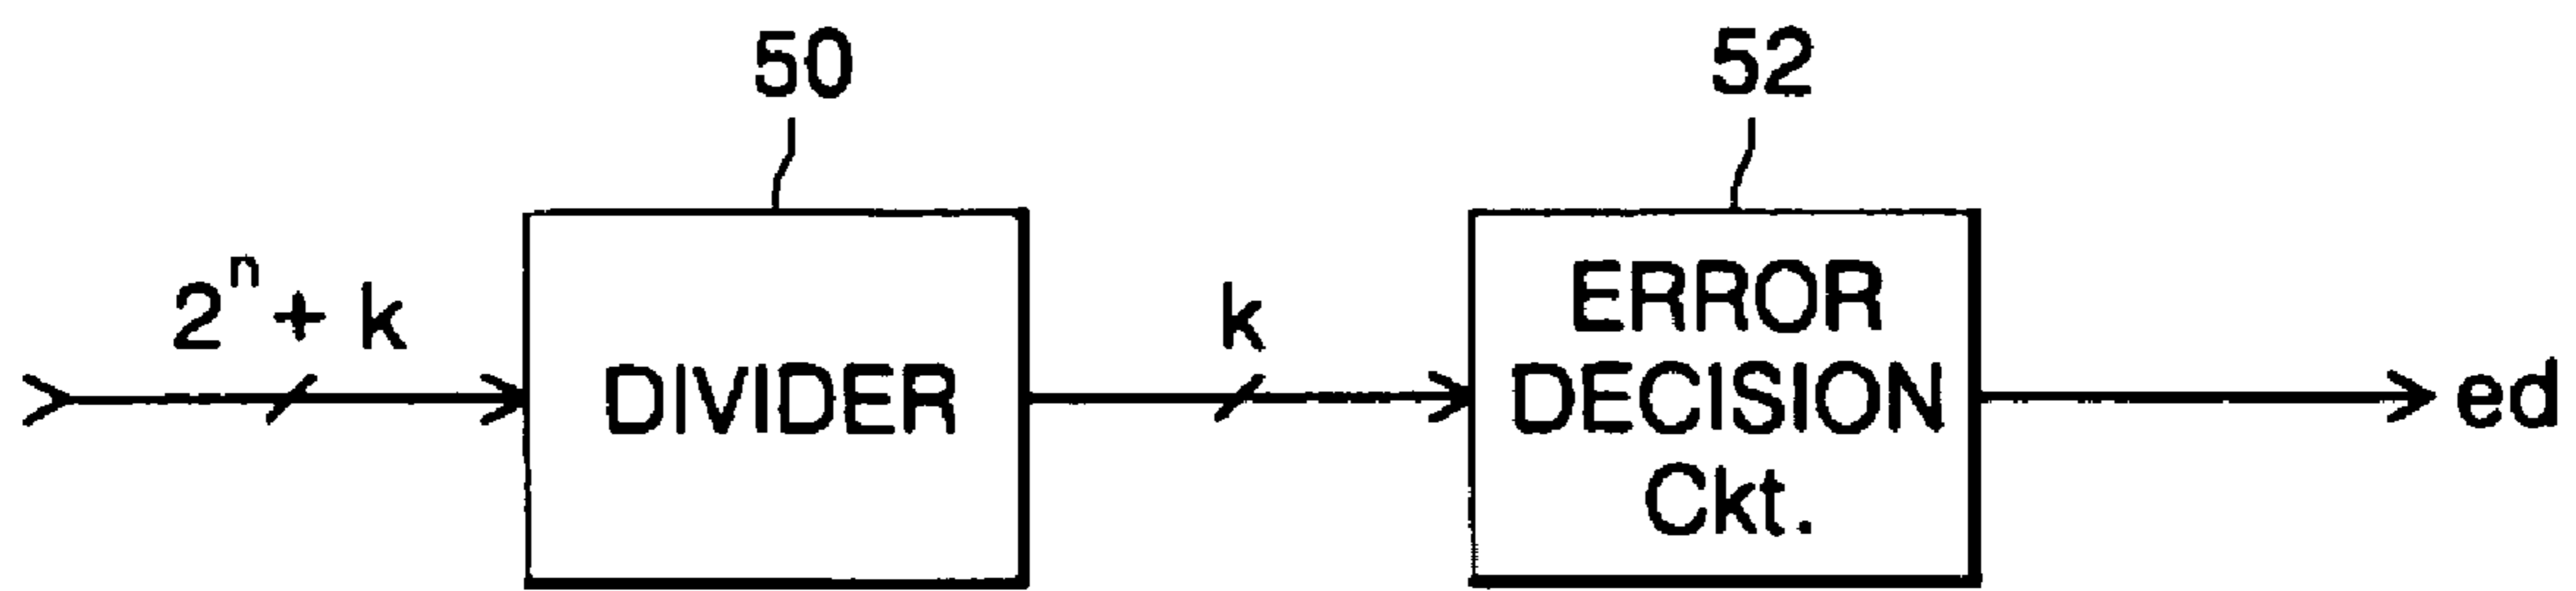 50
52
2ⁿ + k
DIVIDER
k
ERROR
DECISION
Ckt.
ed